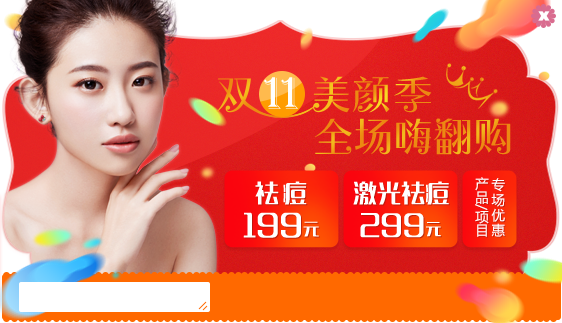 双11美颜季
全场嗨翻购
祛痘
199元
激光祛痘
299元
专场优惠
产品/项目
X